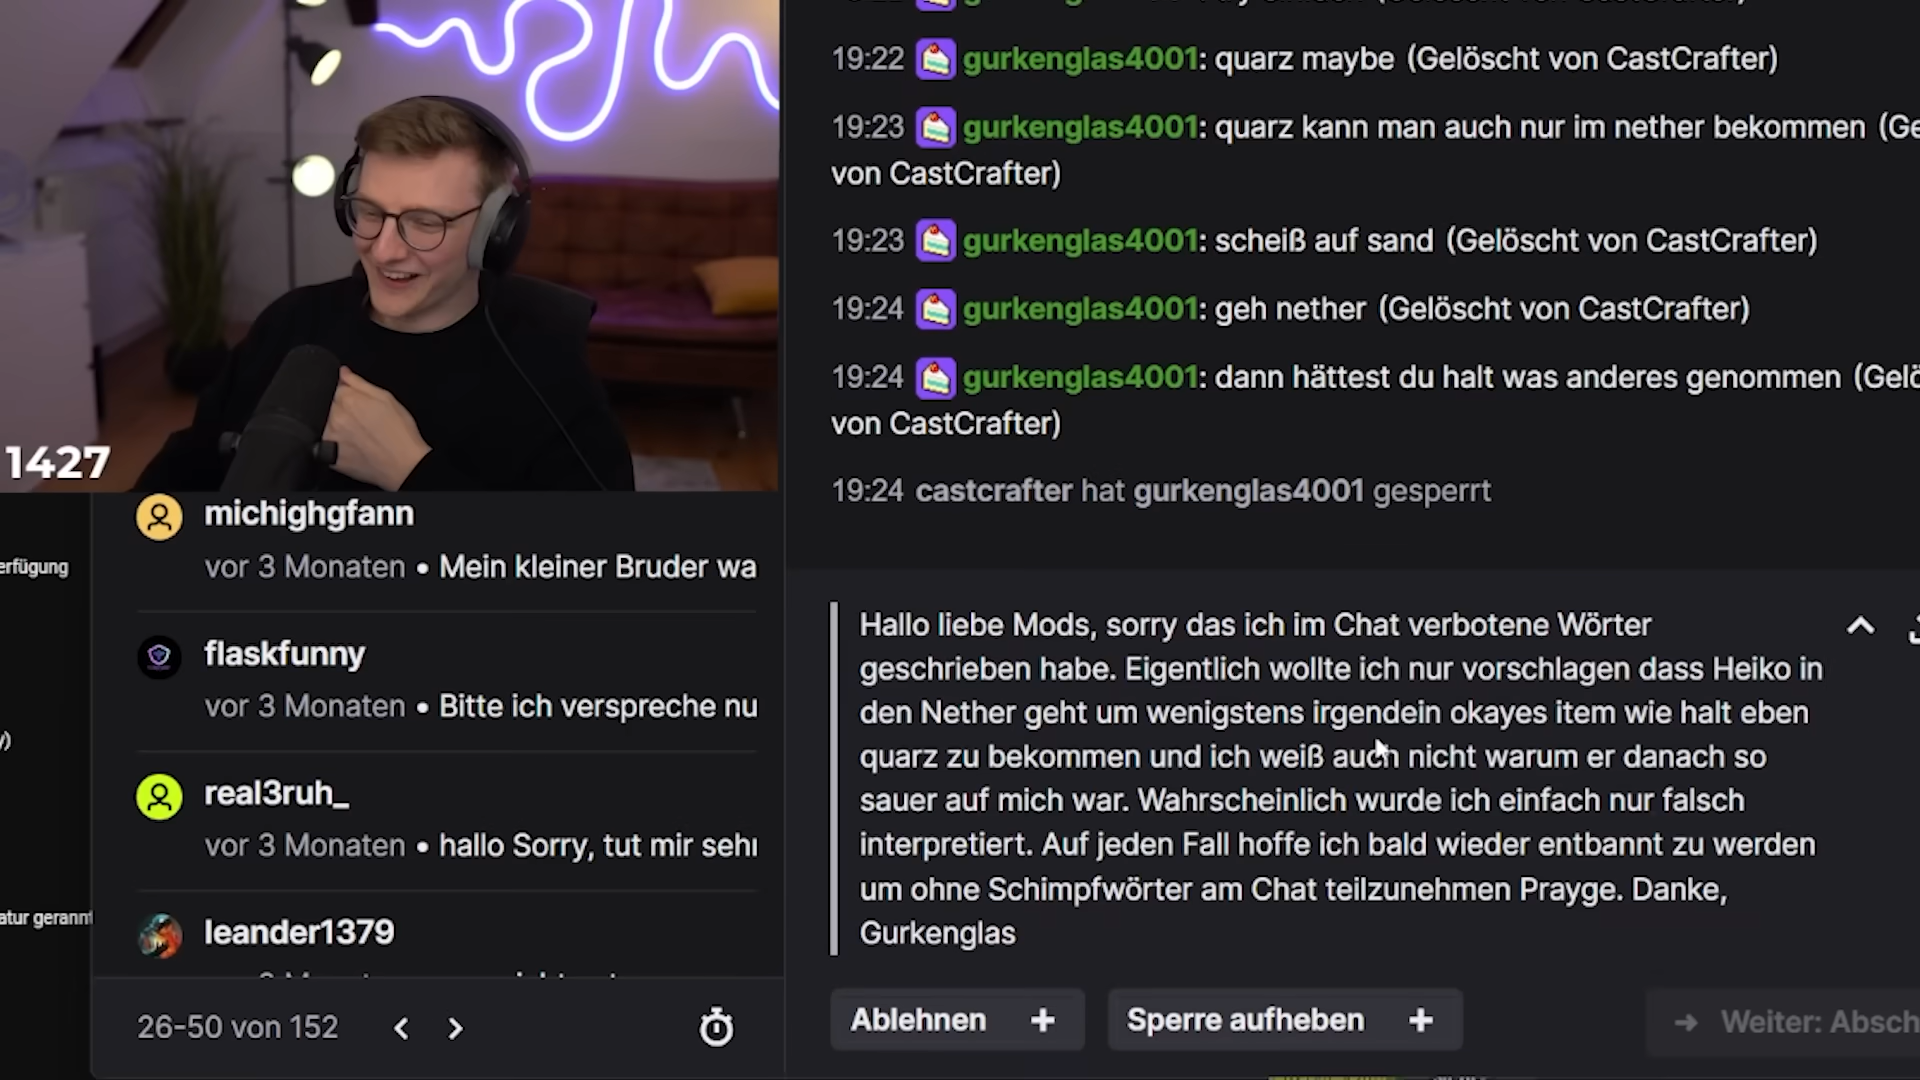 19:22 gurkenglas4001: quarz maybe (Gelöscht von CastCrafter)
19:23 gurkenglas4001: quarz kann man auch nur im nether bekommen (Ge
von CastCrafter)
19:23 gurkenglas4001: scheiß auf sand (Gelöscht von CastCrafter)
19:24 gurkenglas4001: geh nether (Gelöscht von CastCrafter)
19:24 gurkenglas4001: dann hättest du halt was anderes genommen (Gelö
von CastCrafter)
19:24 castcrafter hat gurkenglas4001 gesperrt
1427
erfügung
atur gerannt
michighgfann
vor 3 Monaten • Mein kleiner Bruder wa
flaskfunny
vor 3 Monaten • Bitte ich verspreche nu
real3ruh_
vor 3 Monaten • hallo Sorry, tut mir seh
leander1379
26-50 von 152
Hallo liebe Mods, sorry das ich im Chat verbotene Wörter
geschrieben habe. Eigentlich wollte ich nur vorschlagen dass Heiko in
den Nether geht um wenigstens irgendein okayes item wie halt eben
quarz zu bekommen und ich weiß auch nicht warum er danach so
sauer auf mich war. Wahrscheinlich wurde ich einfach nur falsch
interpretiert. Auf jeden Fall hoffe ich bald wieder entbannt zu werden
um ohne Schimpfwörter am Chat teilzunehmen Prayge. Danke,
Gurkenglas
Ablehnen +
Sperre aufheben +
→ Weiter: Absch